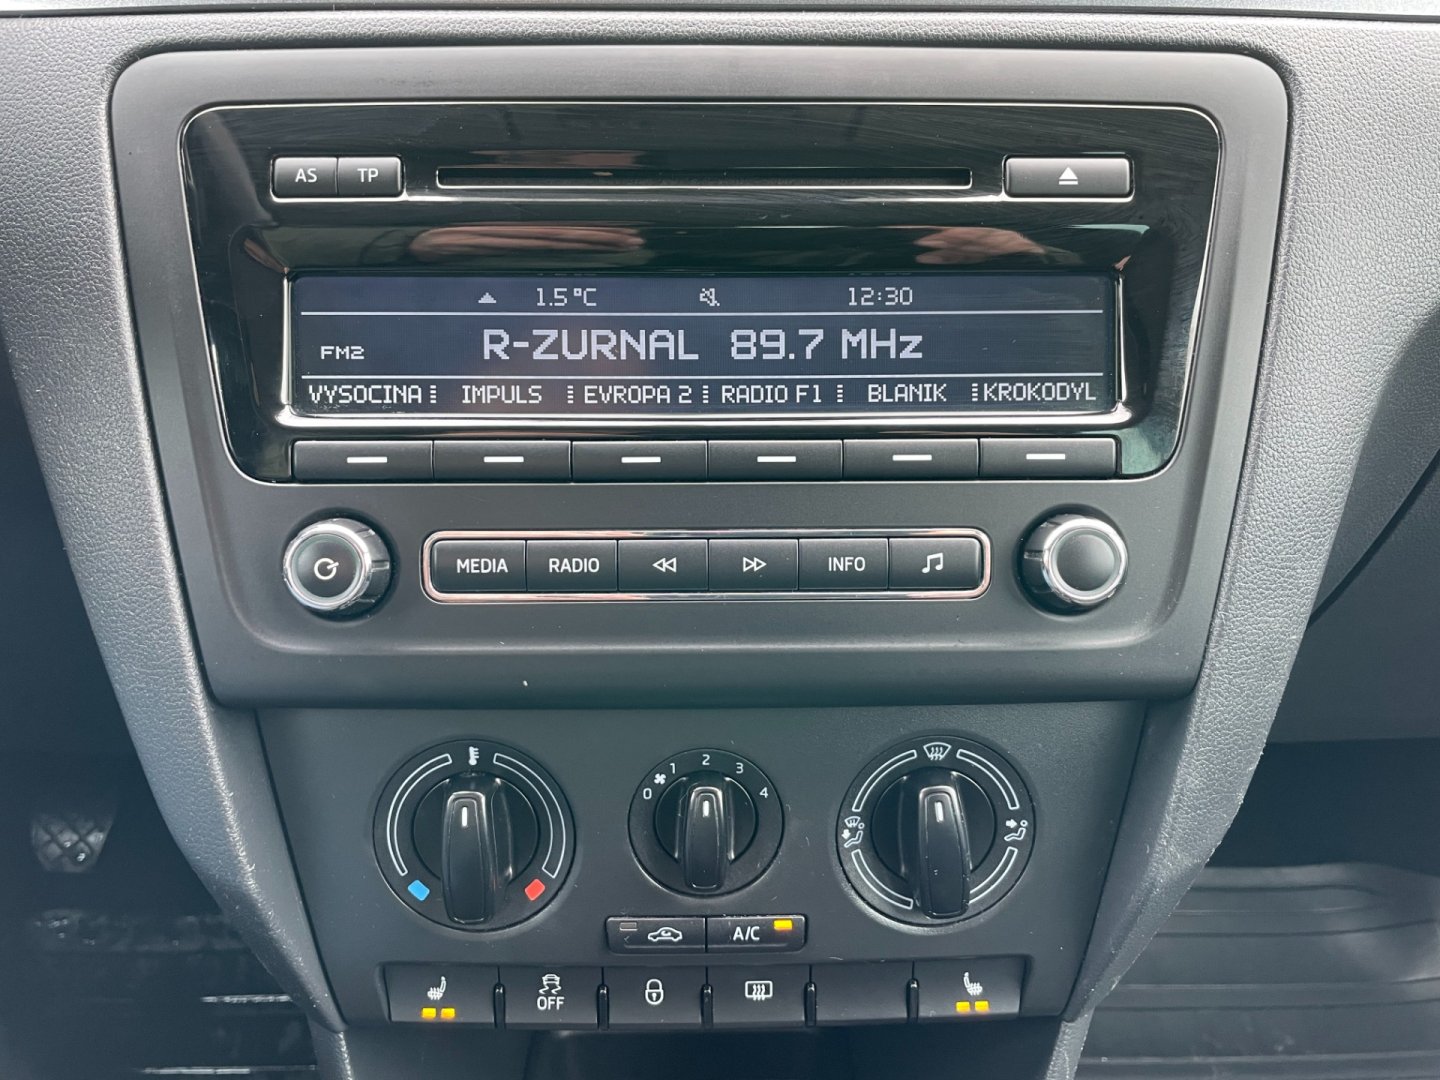 AS TP
1.5°C 12:30
FM2 R-ZURNAL 89.7 MHz
VYSOCINA IMPULS EVROPA 2 RADIO F1 BLANIK KROKODYL
MEDIA RADIO INFO
0 1 2 3 4
A/C
OFF